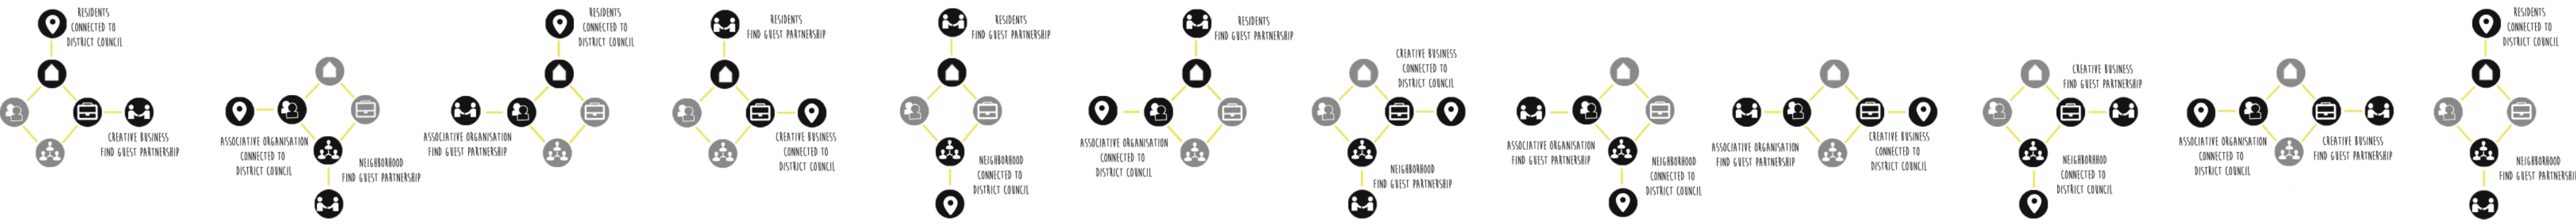 RESIDENTS
CONNECTED TO
DISTRICT COUNCIL
CREATIVE BUSINESS
FIND GUEST PARTNERSHIP
ASSOCIATIVE ORGANISATION
CONNECTED TO
DISTRICT COUNCIL
NEIGHBORHOOD
FIND GUEST PARTNERSHIP
RESIDENTS
CONNECTED TO
DISTRICT COUNCIL
ASSOCIATIVE ORGANISATION
FIND GUEST PARTNERSHIP
RESIDENTS
FIND GUEST PARTNERSHIP
CREATIVE BUSINESS
CONNECTED TO
DISTRICT COUNCIL
RESIDENTS
FIND GUEST PARTNERSHIP
NEIGHBORHOOD
CONNECTED TO
DISTRICT COUNCIL
RESIDENTS
FIND GUEST PARTNERSHIP
ASSOCIATIVE ORGANISATION
CONNECTED TO
DISTRICT COUNCIL
CREATIVE BUSINESS
CONNECTED TO
DISTRICT COUNCIL
NEIGHBORHOOD
FIND GUEST PARTNERSHIP
ASSOCIATIVE ORGANISATION
FIND GUEST PARTNERSHIP
NEIGHBORHOOD
CONNECTED TO
DISTRICT COUNCIL
ASSOCIATIVE ORGANISATION
FIND GUEST PARTNERSHIP
CREATIVE BUSINESS
CONNECTED TO
DISTRICT COUNCIL
CREATIVE BUSINESS
FIND GUEST PARTNERSHIP
NEIGHBORHOOD
CONNECTED TO
DISTRICT COUNCIL
ASSOCIATIVE ORGANISATION
CONNECTED TO
DISTRICT COUNCIL
CREATIVE BUSINESS
FIND GUEST PARTNERSHIP
RESIDENTS
CONNECTED TO
DISTRICT COUNCIL
NEIGHBORHOOD
FIND GUEST PARTNERSHIP